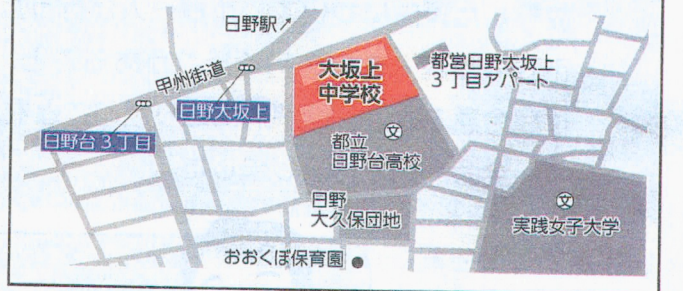 日野駅
甲州街道
日野大坂上
日野台3丁目
大坂上
中学校
都営日野大坂上
3丁目アパート
文
都立
日野台高校
日野
大久保団地
文
実践女子大学
おおくぼ保育園